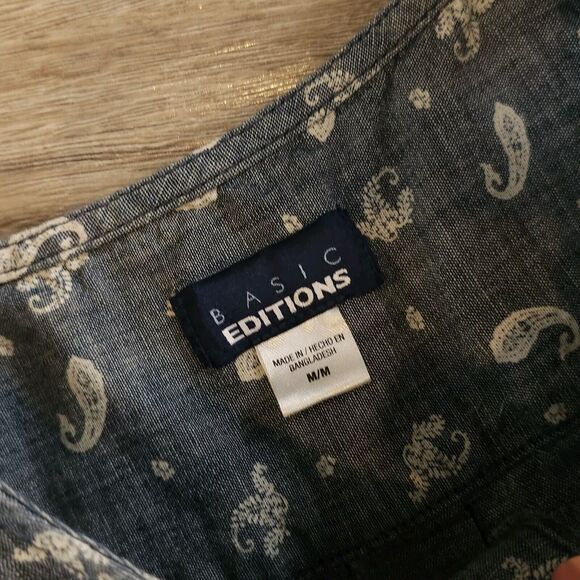 BASIC
EDITIONS
MADE IN / HECHO EN
BANGLADESH
M/M